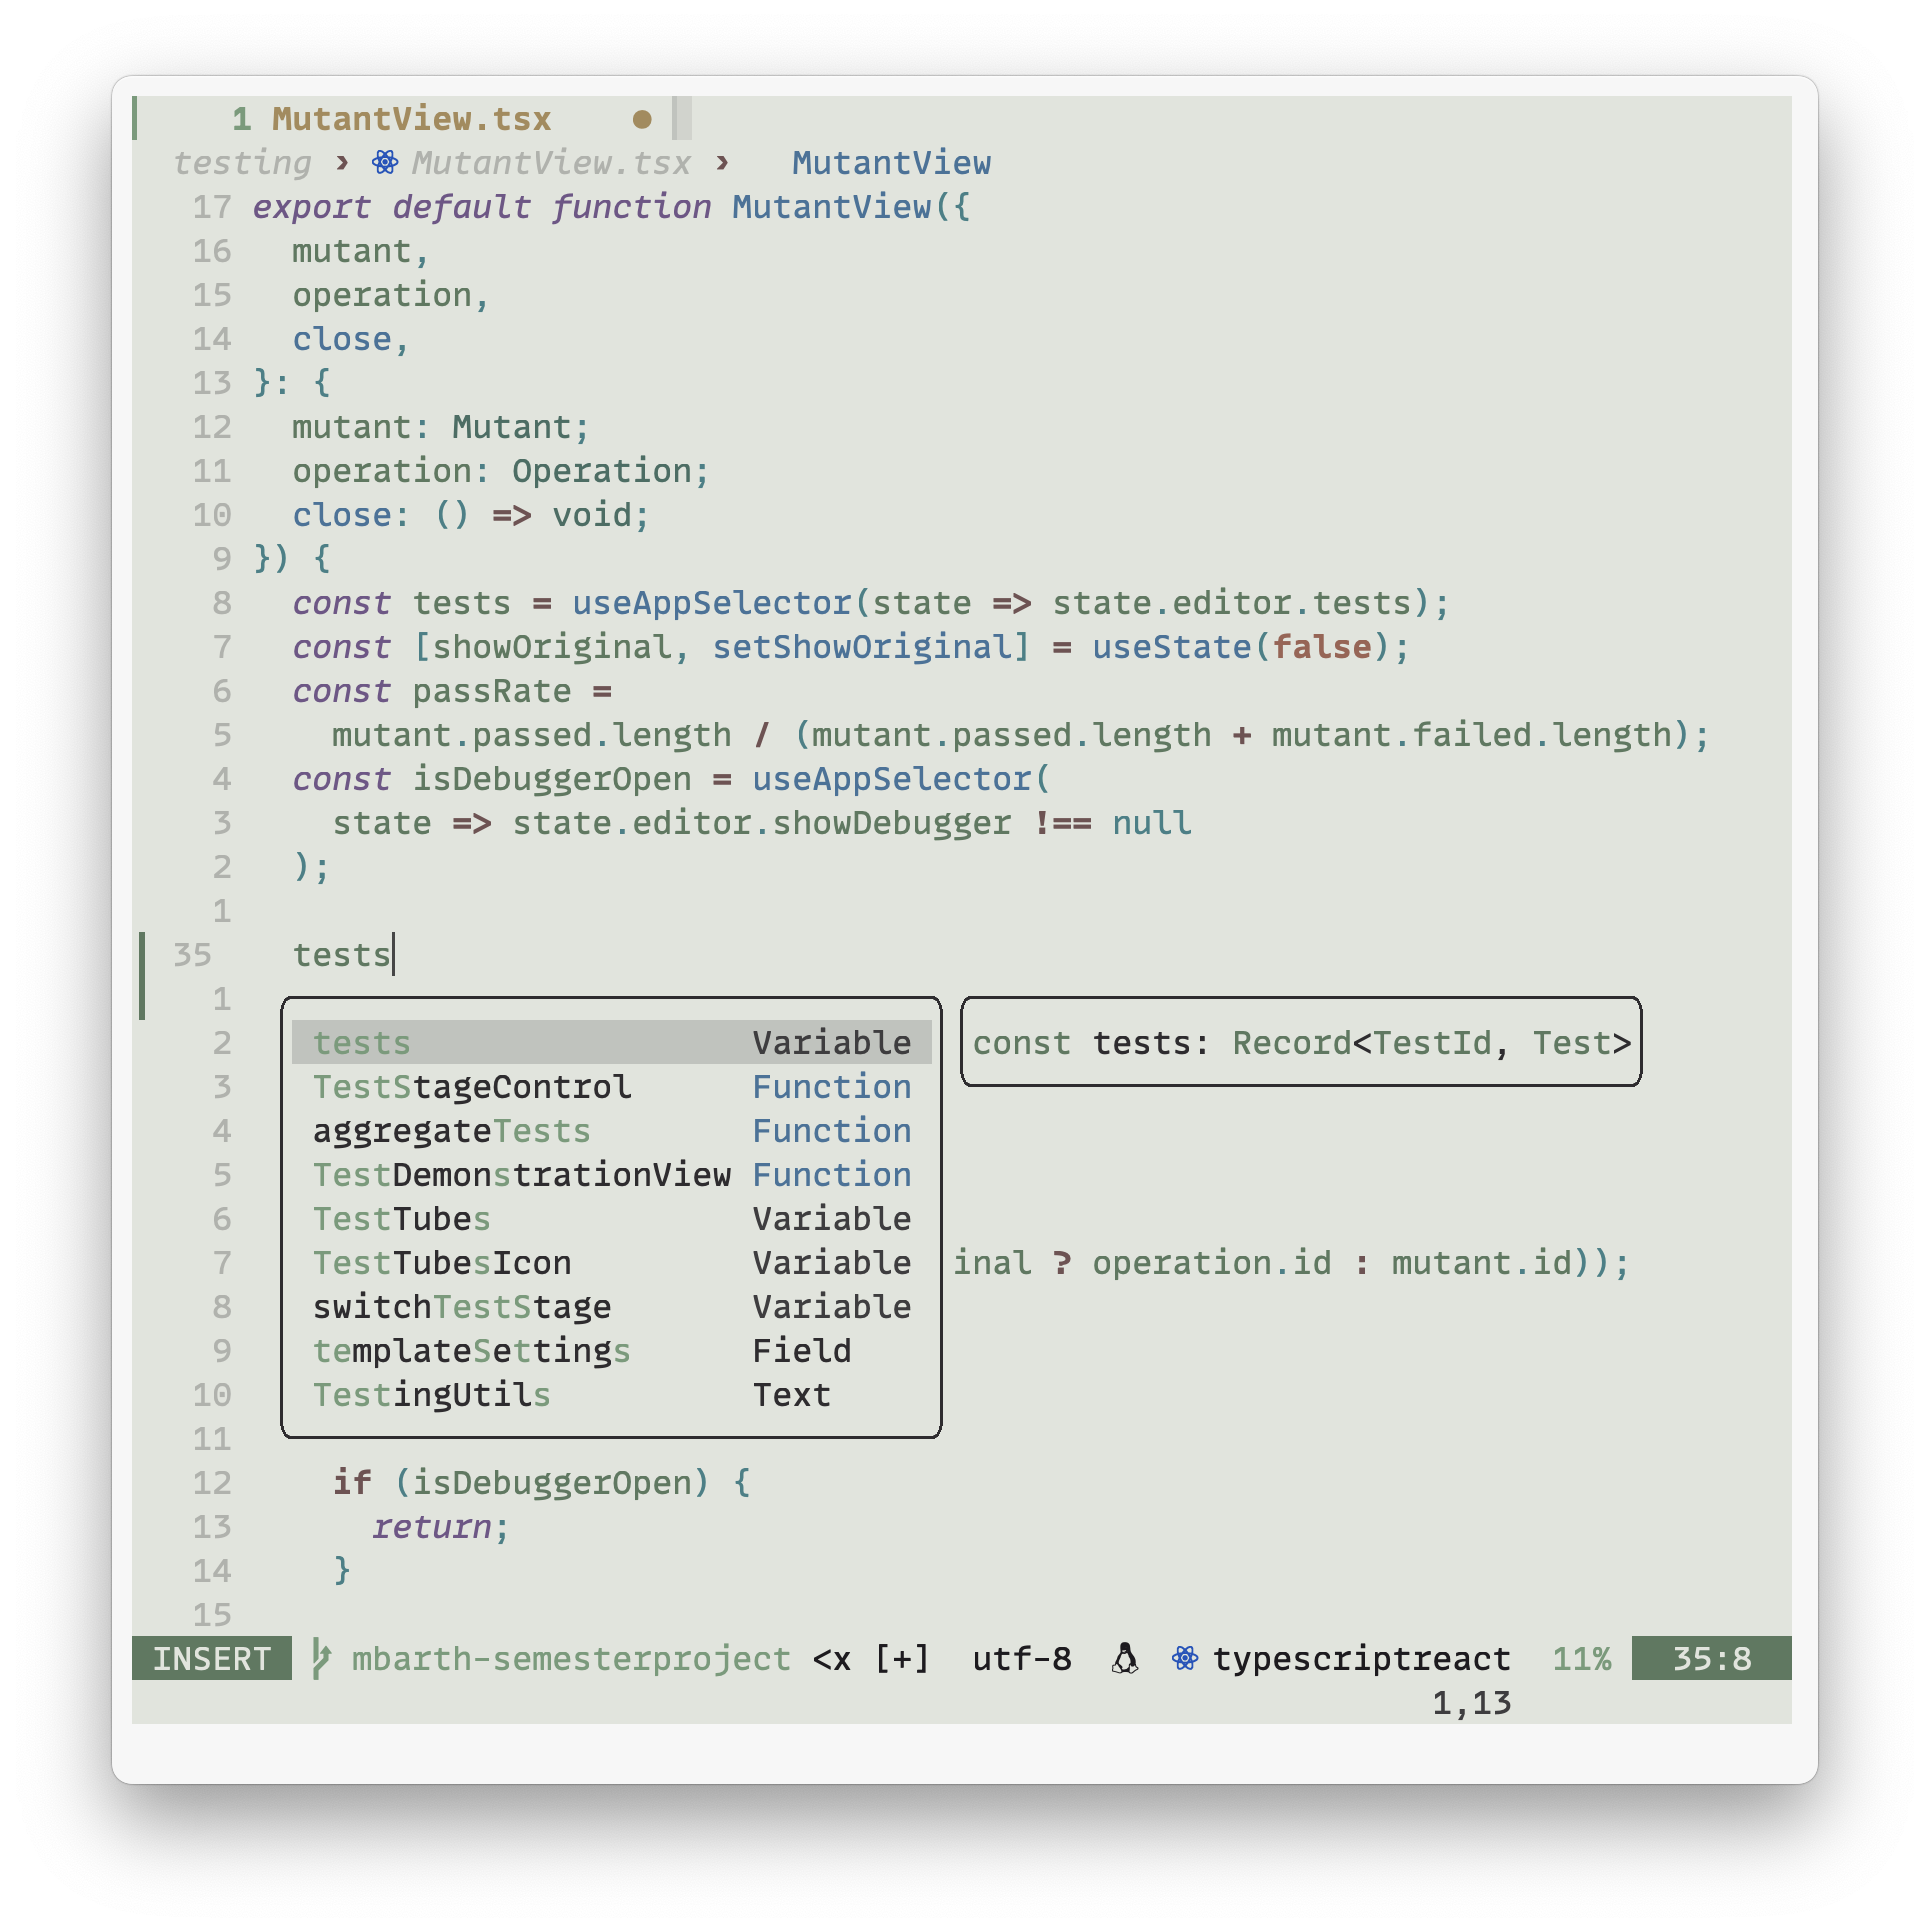 1 MutantView.tsx ●
testing › MutantView.tsx › MutantView
17 export default function MutantView({
16 mutant,
15 operation,
14 close,
13 }: {
12 mutant: Mutant;
11 operation: Operation;
10 close: () => void;
9 }) {
8 const tests = useAppSelector(state => state.editor.tests);
7 const [showOriginal, setShowOriginal] = useState(false);
6 const passRate =
5 mutant.passed.length / (mutant.passed.length + mutant.failed.length);
4 const isDebuggerOpen = useAppSelector(
3 state => state.editor.showDebugger !== null
2 );
1
35 tests
1
2 tests Variable const tests: Record<TestId, Test>
3 TestStageControl Function
4 aggregateTests Function
5 TestDemonstrationView Function
6 TestTubes Variable
7 TestTubesIcon Variable inal ? operation.id : mutant.id));
8 switchTestStage Variable
9 templateSettings Field
10 TestingUtils Text
11
12 if (isDebuggerOpen) {
13 return;
14 }
15
INSERT mbarth-semesterproject <x [+] utf-8 typescriptreact 11% 35:8
1,13